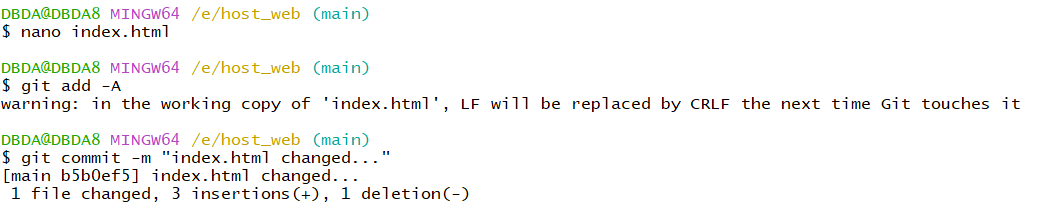 DBDA@DBDA8 MINGW64 /e/host_web (main)
$ nano index.html
DBDA@DBDA8 MINGW64 /e/host_web (main)
$ git add -A
warning: in the working copy of 'index.html', LF will be replaced by CRLF the next time Git touches it
DBDA@DBDA8 MINGW64 /e/host_web (main)
$ git commit -m "index.html changed..."
[main b5b0ef5] index.html changed...
 1 file changed, 3 insertions(+), 1 deletion(-)